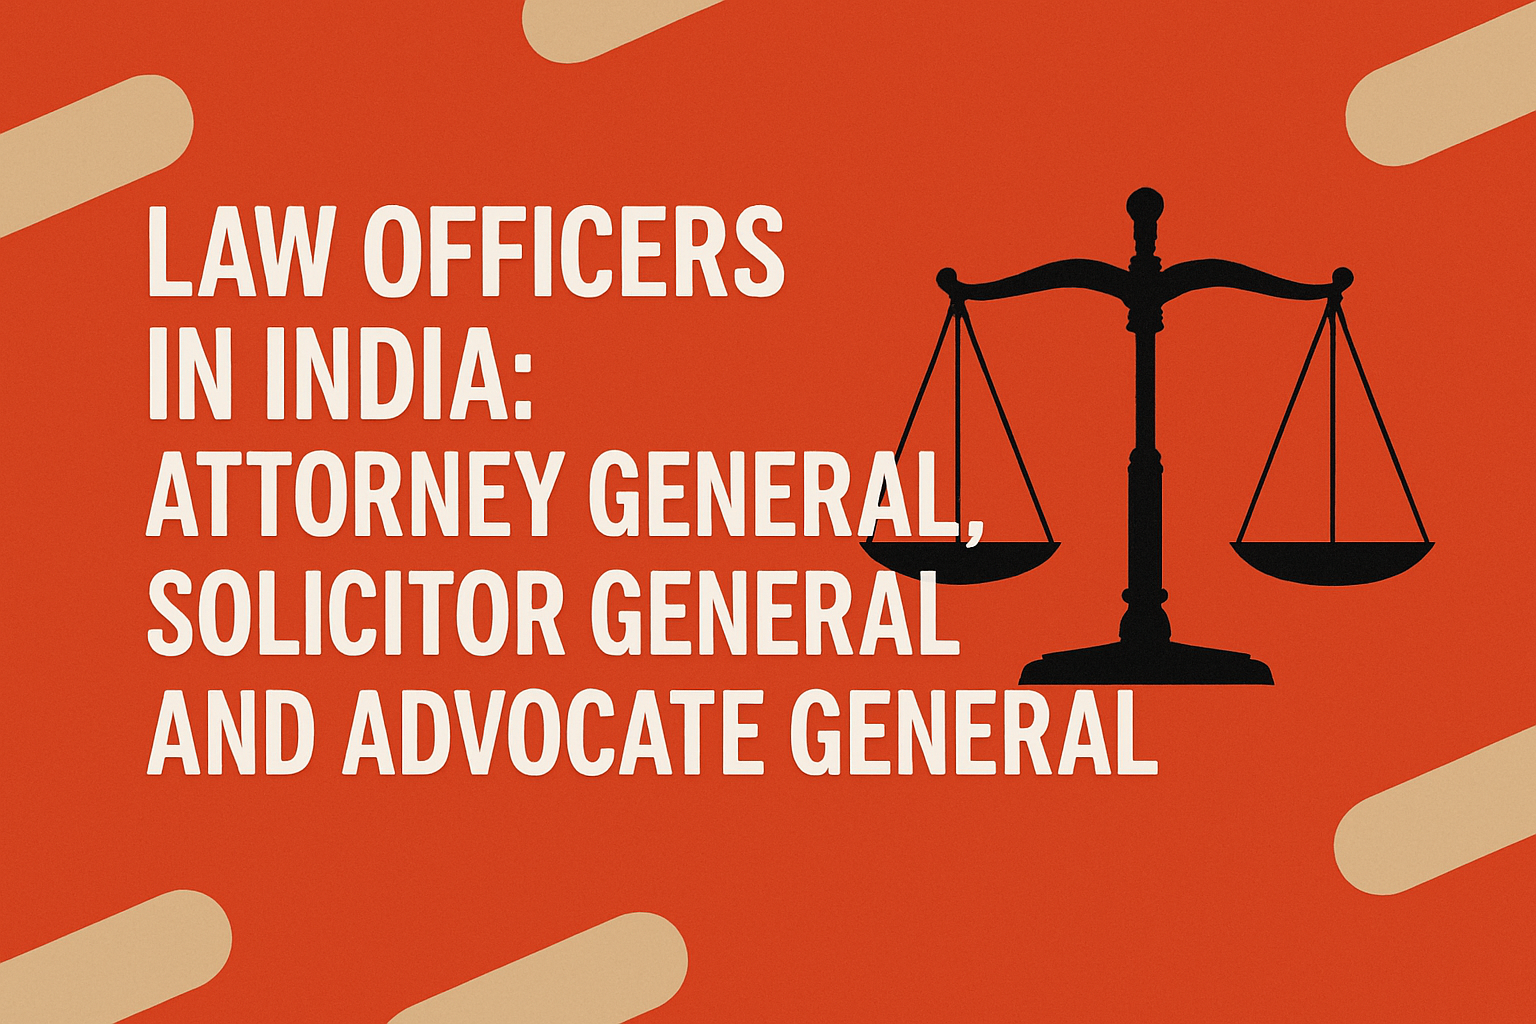 LAW OFFICERS
IN INDIA:
ATTORNEY GENERAL,
SOLICITOR GENERAL
AND ADVOCATE GENERAL